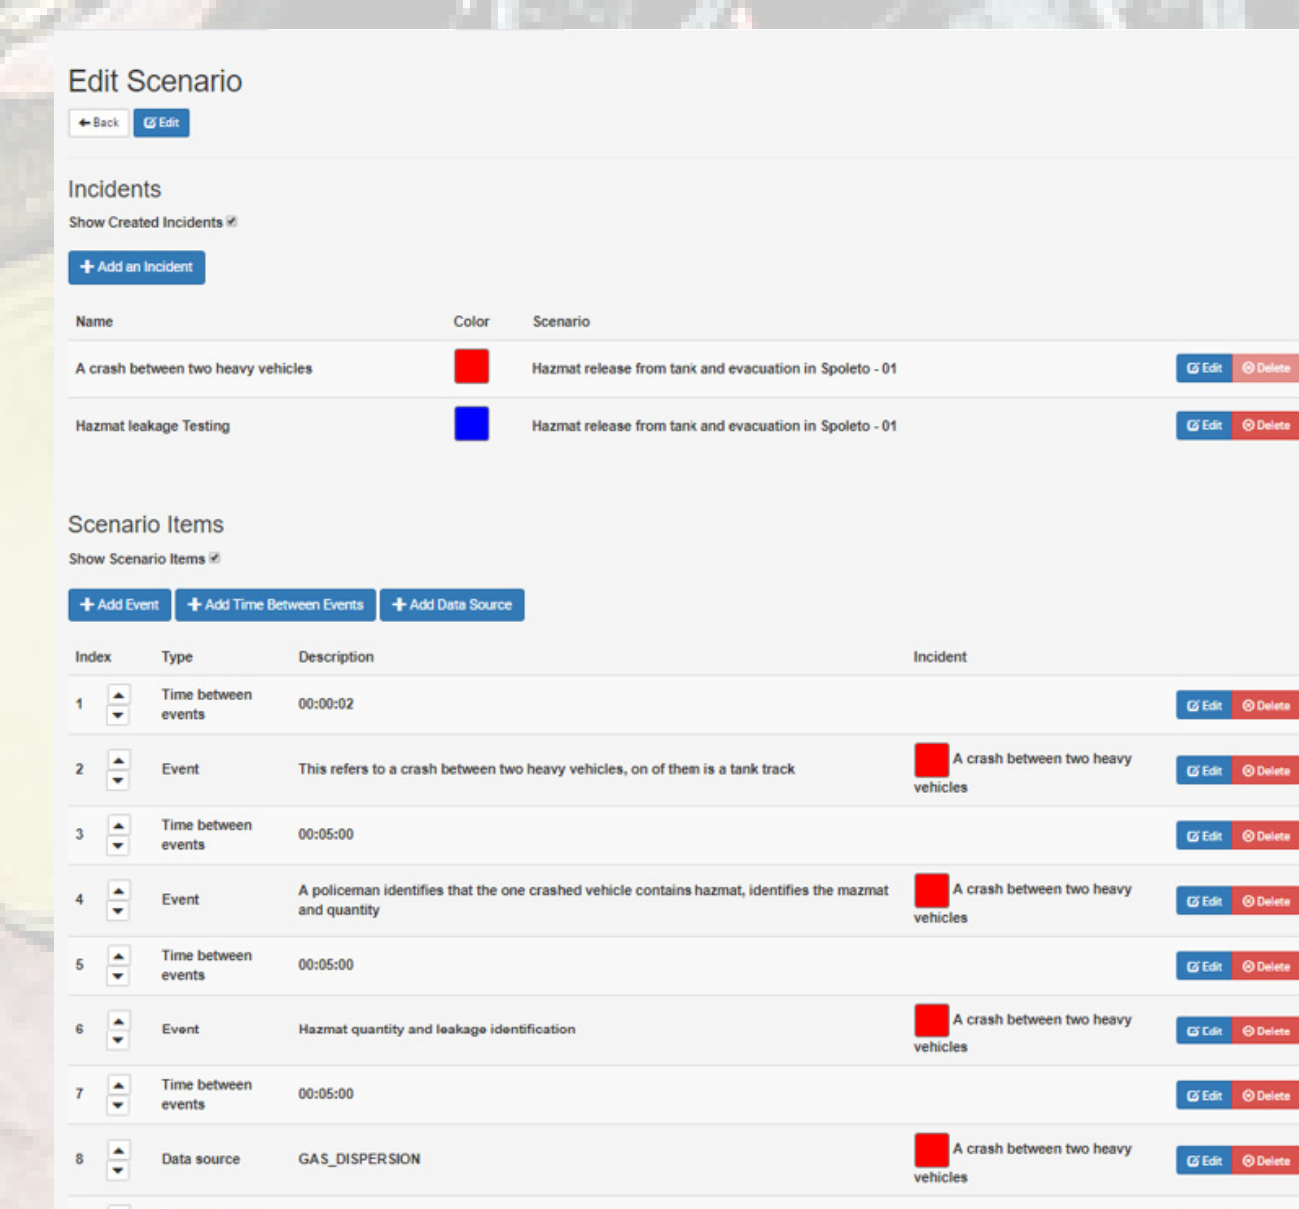 Edit Scenario
Back Edit
Incidents
Show Created Incidents
Add an Incident
Name Color Scenario
A crash between two heavy vehicles Hazmat release from tank and evacuation in Spoleto - 01 Edit Delete
Hazmat leakage Testing Hazmat release from tank and evacuation in Spoleto - 01 Edit Delete
Scenario Items
Show Scenario Items
Add Event Add Time Between Events Add Data Source
Index Type Description Incident
1 Time between
events 00:00:02 Edit Delete
2 Event This refers to a crash between two heavy vehicles, on of them is a tank track A crash between two heavy
vehicles Edit Delete
3 Time between
events 00:05:00 Edit Delete
4 Event A policeman identifies that the one crashed vehicle contains hazmat, identifies the mazmat
and quantity A crash between two heavy
vehicles Edit Delete
5 Time between
events 00:05:00 Edit Delete
6 Event Hazmat quantity and leakage identification A crash between two heavy
vehicles Edit Delete
7 Time between
events 00:05:00 Edit Delete
8 Data source GAS_DISPERSION A crash between two heavy
vehicles Edit Delete